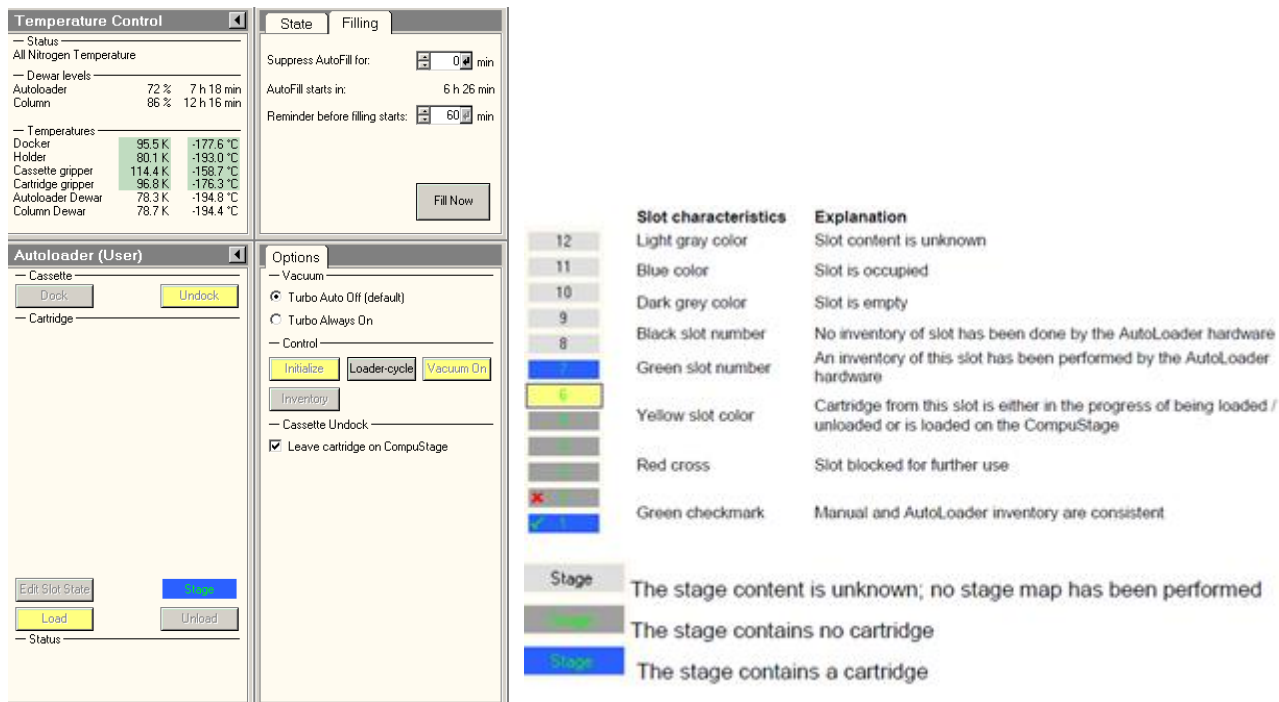 Temperature Control
Status
All Nitrogen Temperature
Dewar levels
Autoloader 72 % 7 h 18 min
Column 86 % 12 h 16 min
Temperatures
Docker 95.5 K -177.6 °C
Holder 80.1 K -193.0 °C
Cassette gripper 114.4 K -158.7 °C
Cartridge gripper 96.8 K -176.3 °C
Autoloader Dewar 78.3 K -194.8 °C
Column Dewar 78.7 K -194.4 °C
State Filling
Suppress AutoFill for: 0 min
AutoFill starts in: 6 h 26 min
Reminder before filling starts: 60 min
Fill Now
Autoloader (User)
Cassette
Dock Undock
Cartridge
Edit Slot State Stage
Load Unload
Status
Options
Vacuum
Turbo Auto Off (default)
Turbo Always On
Control
Initialize Loader-cycle Vacuum On
Inventory
Cassette Undock
Leave cartridge on CompuStage
12
11
10
9
8
7
6
1
Slot characteristics Explanation
Light gray color Slot content is unknown
Blue color Slot is occupied
Dark grey color Slot is empty
Black slot number No inventory of slot has been done by the AutoLoader hardware
Green slot number An inventory of this slot has been performed by the AutoLoader
hardware
Yellow slot color Cartridge from this slot is either in the progress of being loaded /
unloaded or is loaded on the CompuStage
Red cross Slot blocked for further use
Green checkmark Manual and AutoLoader inventory are consistent
Stage The stage content is unknown; no stage map has been performed
The stage contains no cartridge
Stage The stage contains a cartridge